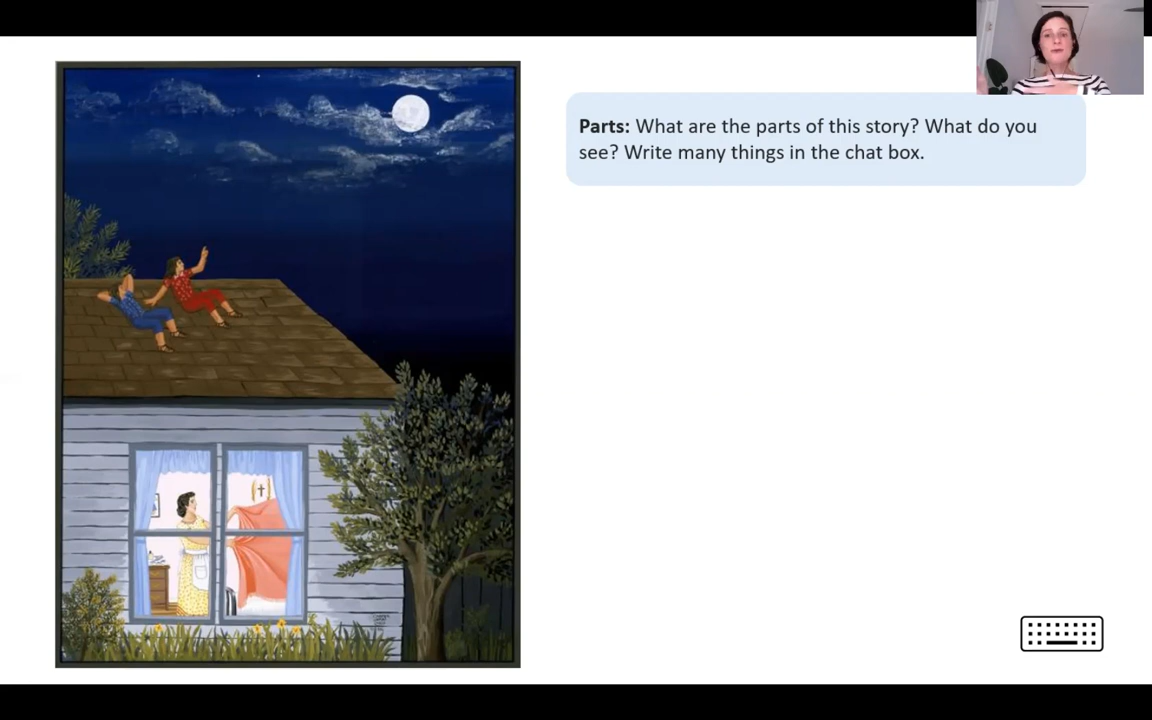 Parts: What are the parts of this story? What do you
see? Write many things in the chat box.